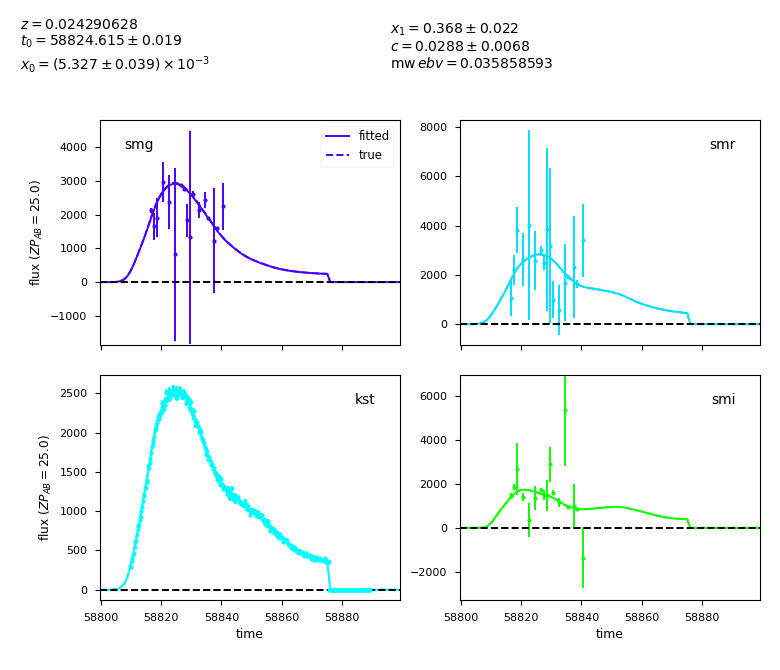 z = 0.024290628
t₀ = 58824.615 ± 0.019
x₀ = (5.327 ± 0.039) × 10⁻³
x₁ = 0.368 ± 0.022
c = 0.0288 ± 0.0068
mw ebv = 0.035858593
smg
fitted
true
flux (ZP_AB = 25.0)
4000
3000
2000
1000
0
−1000
smr
8000
6000
4000
2000
0
kst
flux (ZP_AB = 25.0)
2500
2000
1500
1000
500
0
58800 58820 58840 58860 58880
time
smi
6000
4000
2000
0
−2000
58800 58820 58840 58860 58880
time